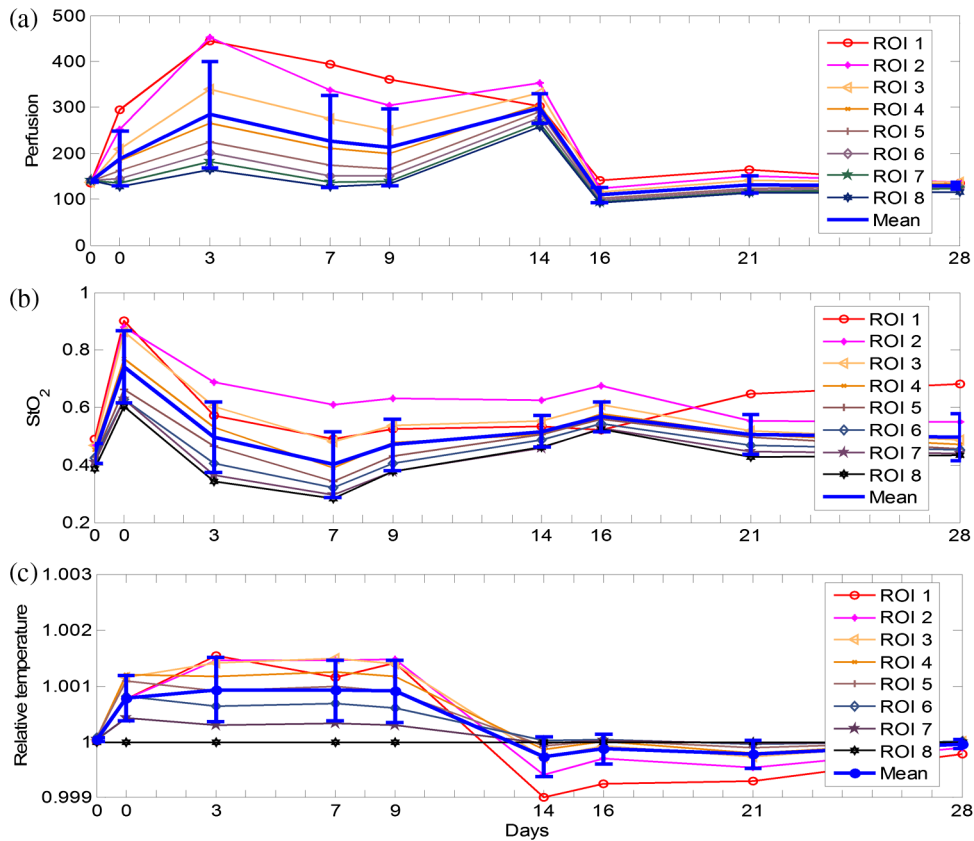 (a)
500
400
300
200
100
0
Perfusion
ROI 1
ROI 2
ROI 3
ROI 4
ROI 5
ROI 6
ROI 7
ROI 8
Mean
0 0 3 7 9 14 16 21 28
(b)
1
0.8
0.6
0.4
0.2
StO2
ROI 1
ROI 2
ROI 3
ROI 4
ROI 5
ROI 6
ROI 7
ROI 8
Mean
0 0 3 7 9 14 16 21 28
(c)
1.003
1.002
1.001
1
0.999
Relative temperature
ROI 1
ROI 2
ROI 3
ROI 4
ROI 5
ROI 6
ROI 7
ROI 8
Mean
0 0 3 7 9 14 16 21 28
Days